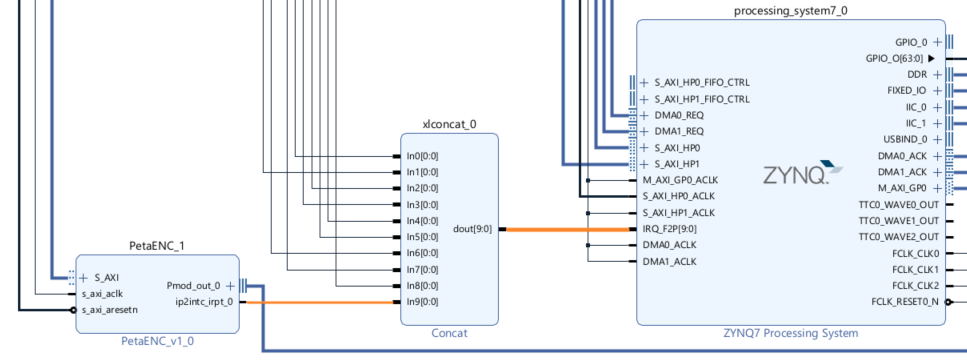 processing_system7_0
GPIO_0
GPIO_O[63:0]
DDR
FIXED_IO
IIC_0
IIC_1
USBIND_0
DMA0_ACK
DMA1_ACK
M_AXI_GP0
TTC0_WAVE0_OUT
TTC0_WAVE1_OUT
TTC0_WAVE2_OUT
FCLK_CLK0
FCLK_CLK1
FCLK_CLK2
FCLK_RESET0_N
S_AXI_HP0_FIFO_CTRL
S_AXI_HP1_FIFO_CTRL
DMA0_REQ
DMA1_REQ
S_AXI_HP0
S_AXI_HP1
M_AXI_GP0_ACLK
S_AXI_HP0_ACLK
S_AXI_HP1_ACLK
IRQ_F2P[9:0]
DMA0_ACLK
DMA1_ACLK
ZYNQ
ZYNQ7 Processing System
xlconcat_0
In0[0:0]
In1[0:0]
In2[0:0]
In3[0:0]
In4[0:0]
In5[0:0]
In6[0:0]
In7[0:0]
In8[0:0]
In9[0:0]
dout[9:0]
Concat
PetaENC_1
S_AXI
s_axi_aclk
s_axi_aresetn
Pmod_out_0
ip2intc_irpt_0
PetaENC_v1_0